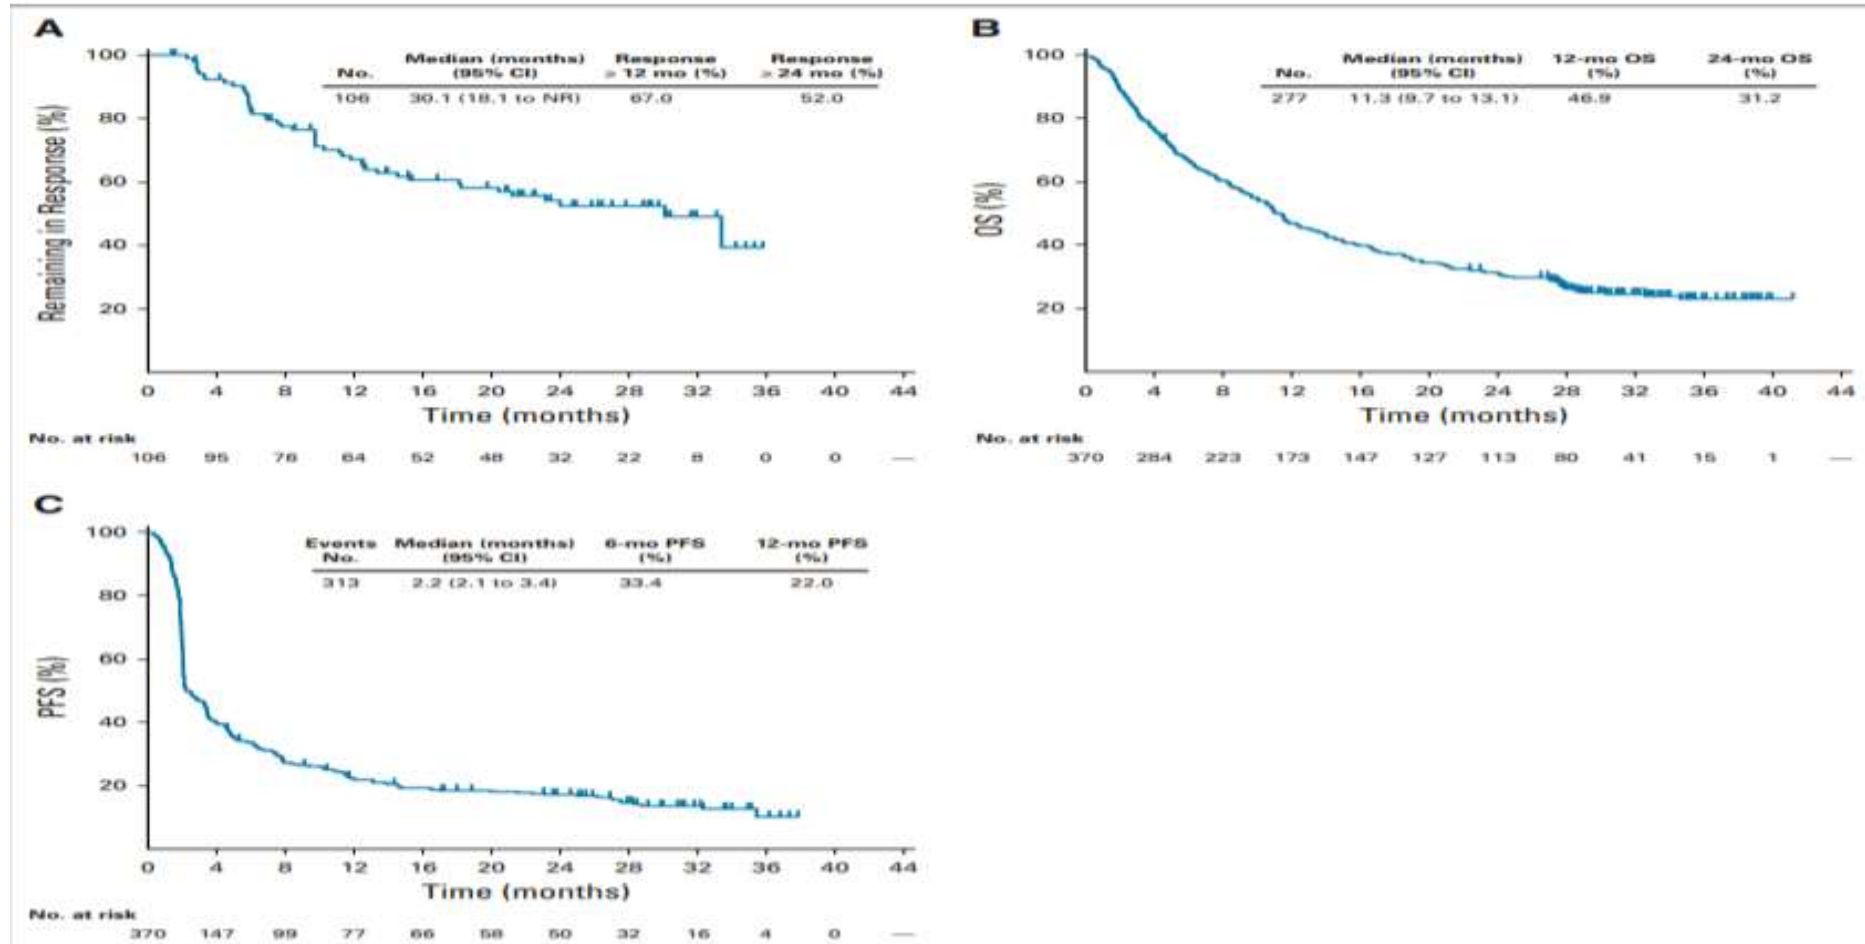 A
100
80
60
40
20
Remaining in Response (%)
No. Median (months) (95% CI) Response ≥ 12 mo (%) Response ≥ 24 mo (%)
106 30.1 (18.1 to NR) 67.0 52.0
0 4 8 12 16 20 24 28 32 36 40 44
Time (months)
No. at risk
106 95 76 64 52 48 32 22 8 0 0 —
B
100
80
60
40
20
OS (%)
No. Median (months) (95% CI) 12-mo OS (%) 24-mo OS (%)
277 11.3 (9.7 to 13.1) 46.9 31.2
0 4 8 12 16 20 24 28 32 36 40 44
Time (months)
No. at risk
370 284 223 173 147 127 113 80 41 15 1 —
C
100
80
60
40
20
PFS (%)
Events No. Median (months) (95% CI) 6-mo PFS (%) 12-mo PFS (%)
313 2.2 (2.1 to 3.4) 33.4 22.0
0 4 8 12 16 20 24 28 32 36 40 44
Time (months)
No. at risk
370 147 99 77 66 58 50 32 16 4 0 —